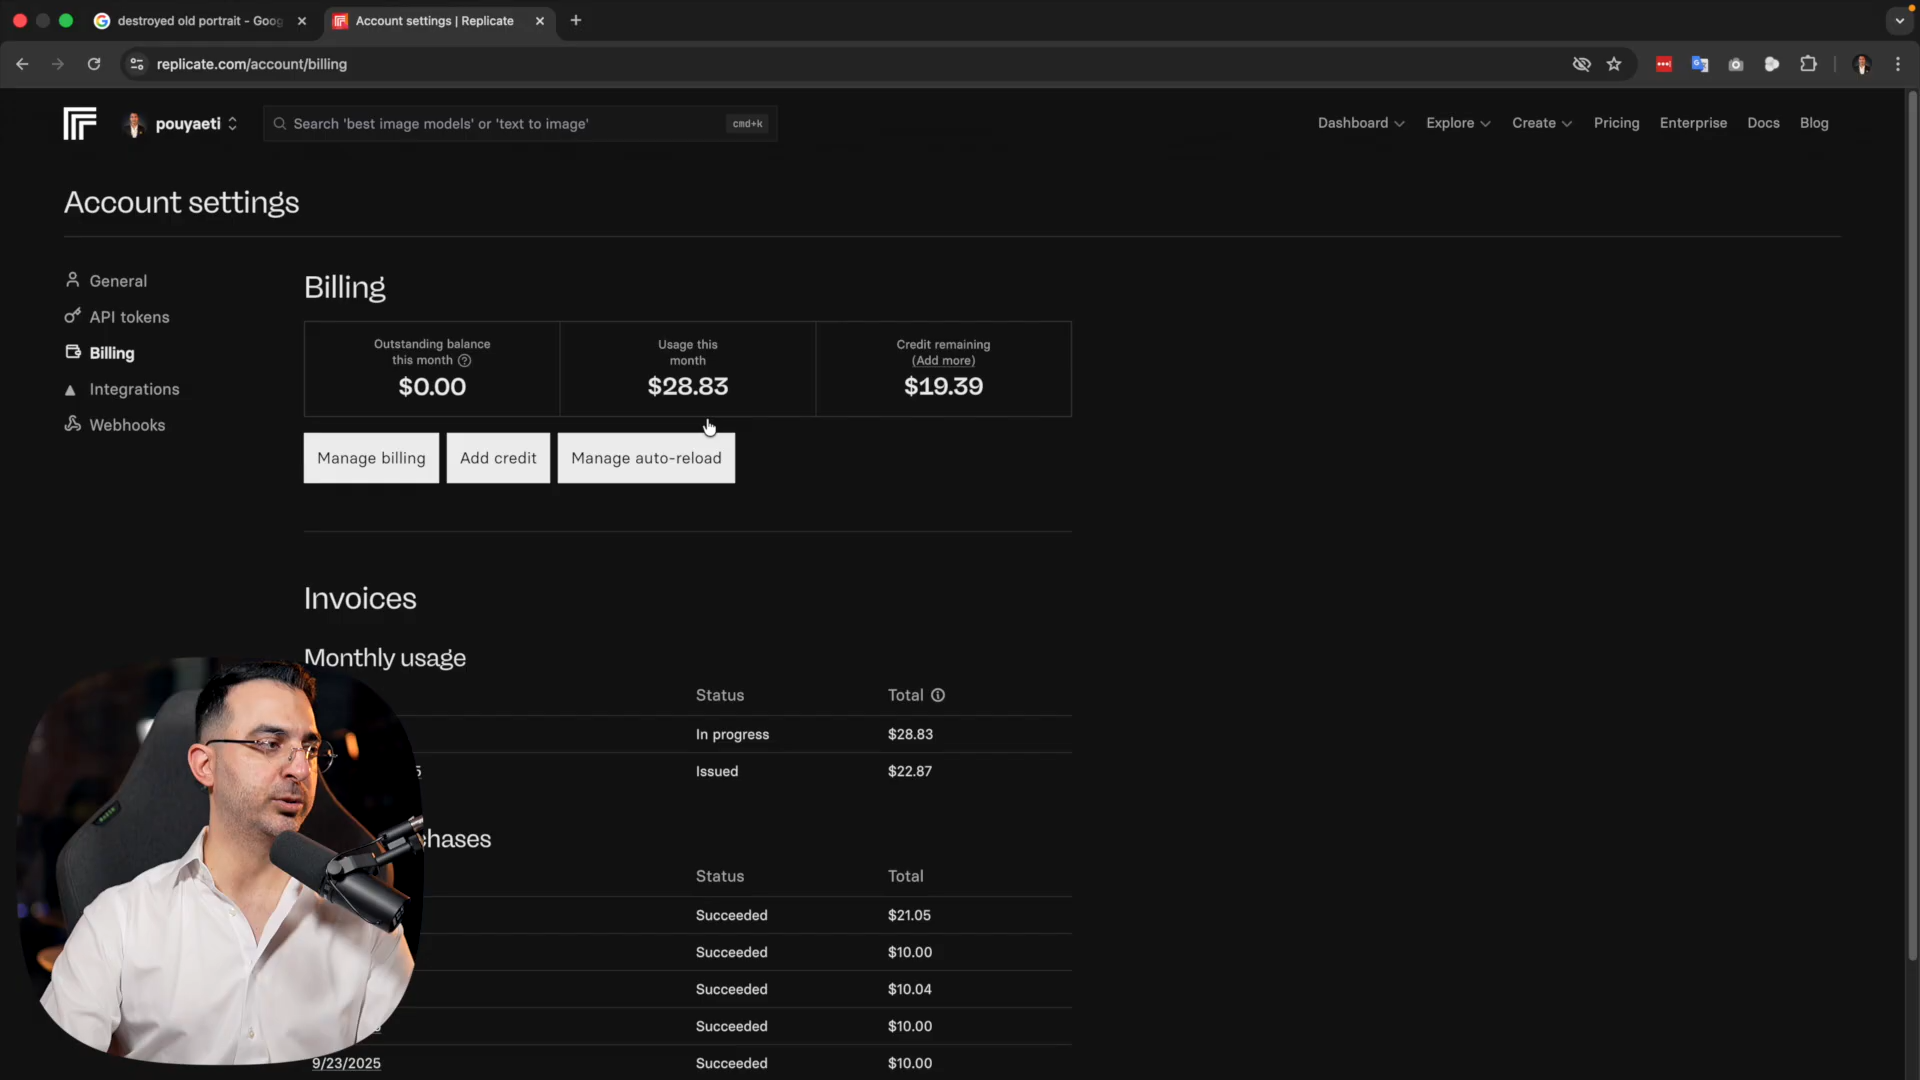 destroyed old portrait - Goog
Account settings | Replicate
replicate.com/account/billing
pouyaeti
Search 'best image models' or 'text to image'
cmd+k
Dashboard
Explore
Create
Pricing
Enterprise
Docs
Blog
Account settings
General
API tokens
Billing
Integrations
Webhooks
Billing
Outstanding balance
this month
$0.00
Usage this
month
$28.83
Credit remaining
(Add more)
$19.39
Manage billing
Add credit
Manage auto-reload
Invoices
Monthly usage
Status Total
In progress $28.83
Issued $22.87
chases
Status Total
Succeeded $21.05
Succeeded $10.00
Succeeded $10.04
Succeeded $10.00
9/23/2025 Succeeded $10.00